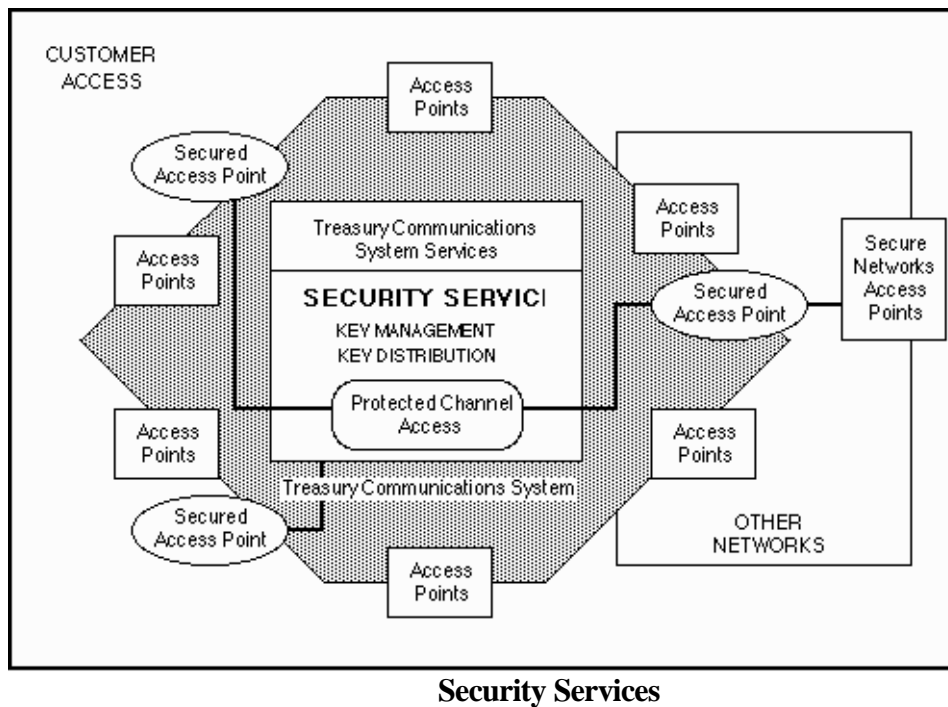 CUSTOMER
ACCESS
Access
Points
Secured
Access Point
Access
Points
Treasury Communications
System Services
Access
Points
Secure
Networks
Access
Points
SECURITY SERVICI
KEY MANAGEMENT
KEY DISTRIBUTION
Secured
Access Point
Protected Channel
Access
Access
Points
Access
Points
Treasury Communications System
Secured
Access Point
OTHER
NETWORKS
Access
Points
Security Services